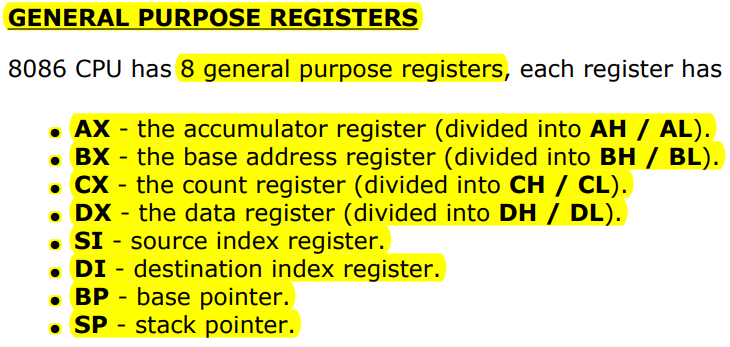 GENERAL PURPOSE REGISTERS
8086 CPU has 8 general purpose registers, each register has
• AX - the accumulator register (divided into AH / AL).
• BX - the base address register (divided into BH / BL).
• CX - the count register (divided into CH / CL).
• DX - the data register (divided into DH / DL).
• SI - source index register.
• DI - destination index register.
• BP - base pointer.
• SP - stack pointer.